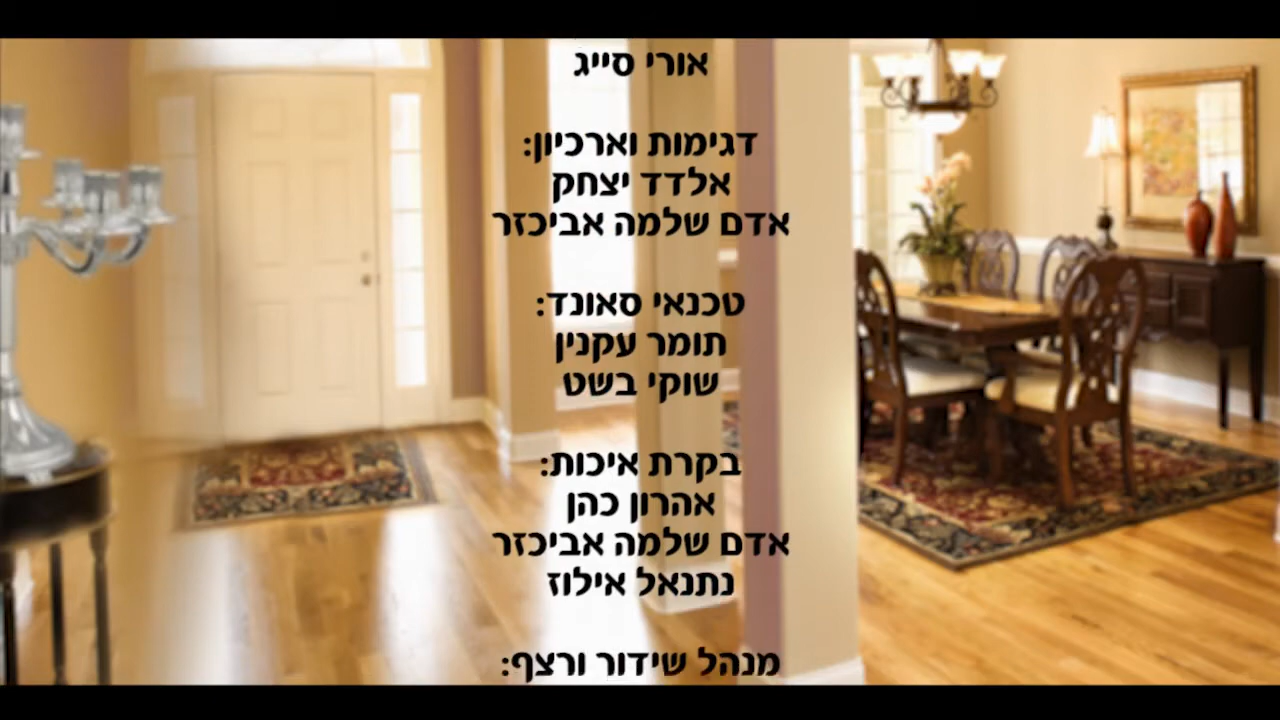 אורי סייג
דגימות וארכיון:
אלדד יצחק
אדם שלמה אביכזר
טכנאי סאונד:
תומר עקנין
שוקי בשט
בקרת איכות:
אהרון כהן
אדם שלמה אביכזר
נתנאל אילוז
מנהל שידור ורצף: